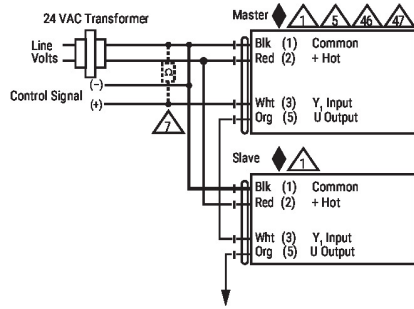 24 VAC Transformer
Master 1 5 46 47
Line
Volts
Blk (1) Common
Red (2) + Hot
(–)
Control Signal
(+)
Ω
Wht (3) Y1 Input
Org (5) U Output
7
Slave 1
Blk (1) Common
Red (2) + Hot
Wht (3) Y1 Input
Org (5) U Output